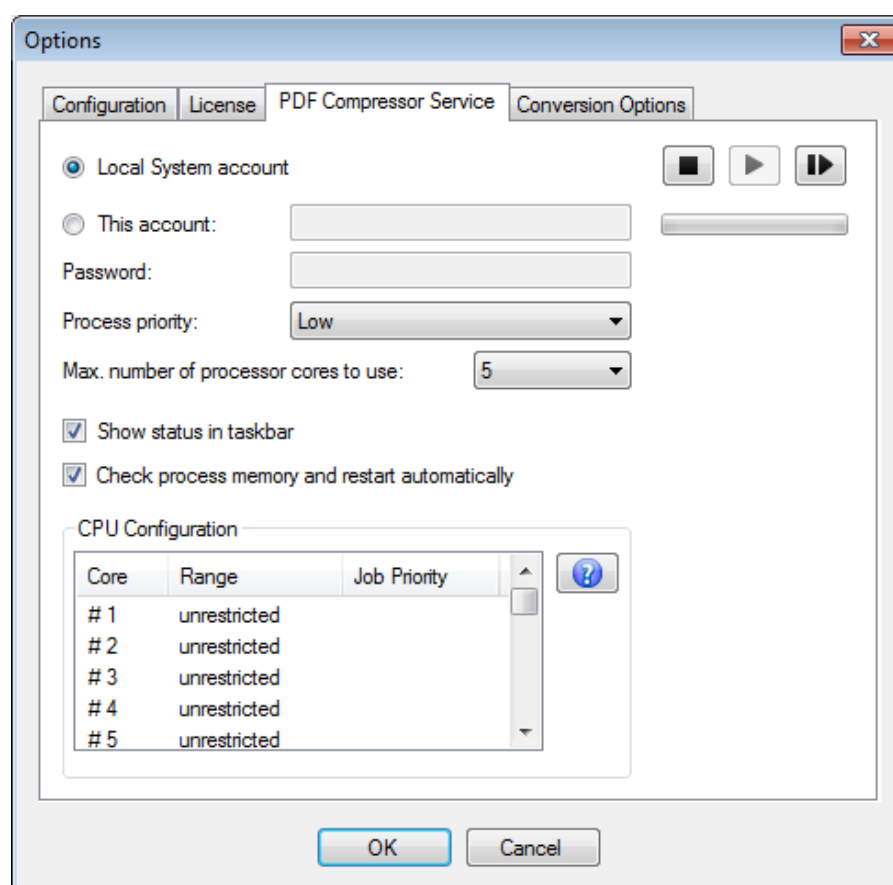 Options
Configuration License PDF Compressor Service Conversion Options
Local System account
This account:
Password:
Process priority: Low
Max. number of processor cores to use: 5
Show status in taskbar
Check process memory and restart automatically
CPU Configuration
Core Range Job Priority
# 1 unrestricted
# 2 unrestricted
# 3 unrestricted
# 4 unrestricted
# 5 unrestricted
OK Cancel